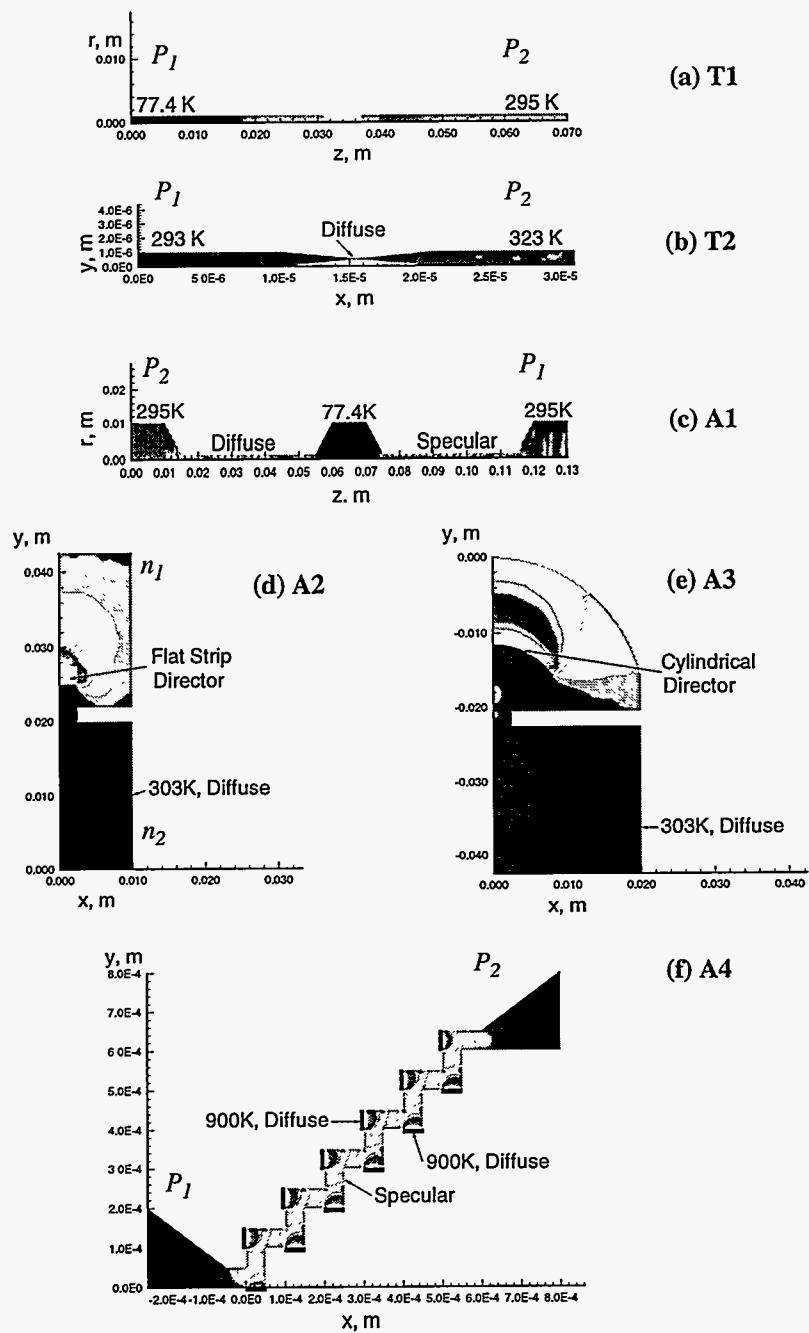 r, m
0.010
0.000
P1
P2
77.4 K
295 K
(a) T1
0.000 0.010 0.020 0.030 0.040 0.050 0.060 0.070
z, m
P1
P2
y, m
4.0E-6
3.0E-6
2.0E-6
1.0E-6
0.0E0
293 K
Diffuse
323 K
(b) T2
0.0E0 5.0E-6 1.0E-5 1.5E-5 2.0E-5 2.5E-5 3.0E-5
x, m
P2
P1
r, m
0.02
0.01
0.00
295K
Diffuse
77.4K
Specular
295K
(c) A1
0.00 0.01 0.02 0.03 0.04 0.05 0.06 0.07 0.08 0.09 0.10 0.11 0.12 0.13
z. m
y, m
0.040
0.030
0 020
0.010
0.000
n1
(d) A2
Flat Strip
Director
303K, Diffuse
n2
0.000 0.010 0.020 0.030
x, m
y, m
0.000
-0.010
-0.020
-0.030
-0.040
(e) A3
Cylindrical
Director
303K, Diffuse
0.000 0.010 0.020 0.030 0.040
x, m
y, m
8.0E-4
7.0E-4
6.0E-4
5.0E-4
4.0E-4
3.0E-4
2.0E-4
1.0E-4
0.0E0
P2
(f) A4
900K, Diffuse
900K, Diffuse
Specular
P1
-2.0E-4 -1.0E-4 0.0E0 1.0E-4 2.0E-4 3.0E-4 4.0E-4 5.0E-4 6.0E-4 7.0E-4 8.0E-4
x, m